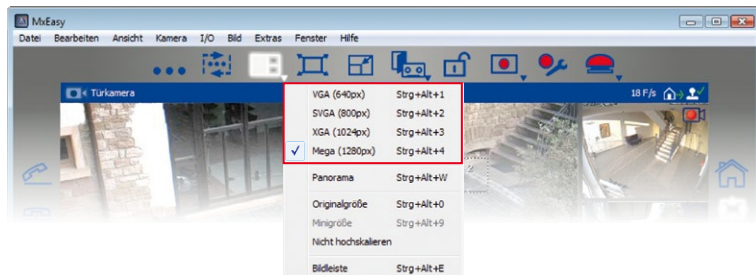 MxEasy
Datei Bearbeiten Ansicht Kamera I/O Bild Extras Fenster Hilfe
Türkamera
18 F/s
VGA (640px) Strg+Alt+1
SVGA (800px) Strg+Alt+2
XGA (1024px) Strg+Alt+3
Mega (1280px) Strg+Alt+4
Panorama Strg+Alt+W
Originalgröße Strg+Alt+0
Minigröße Strg+Alt+9
Nicht hochskalieren
Bildleiste Strg+Alt+E
2